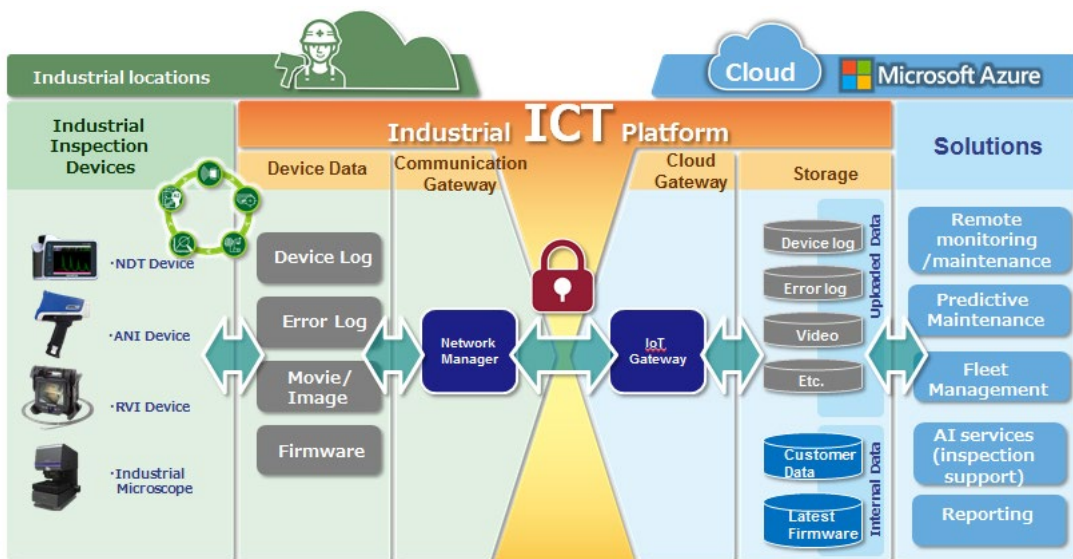 Industrial locations
Cloud
Microsoft Azure
Industrial ICT Platform
Industrial
Inspection
Devices
Device Data
Communication
Gateway
Cloud
Gateway
Storage
Solutions
·NDT Device
·ANI Device
·RVI Device
·Industrial
Microscope
Device Log
Error Log
Movie/
Image
Firmware
Network
Manager
IoT
Gateway
Device log
Error log
Video
Etc.
Uploaded Data
Customer
Data
Latest
Firmware
Internal Data
Remote
monitoring
/maintenance
Predictive
Maintenance
Fleet
Management
AI services
(inspection
support)
Reporting